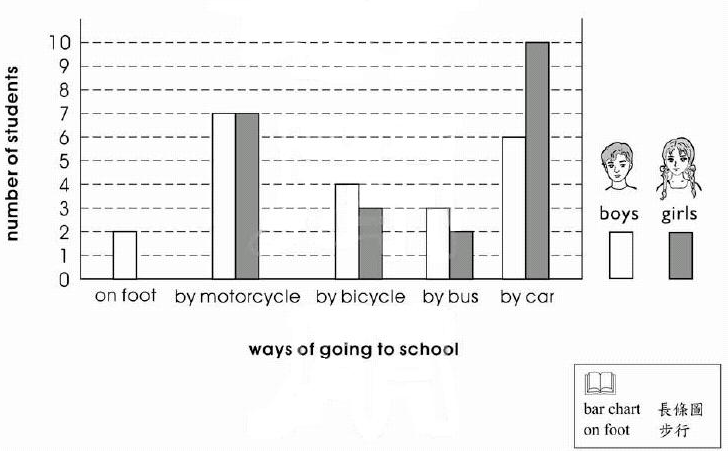 number of students
10
9
8
7
6
5
4
3
2
1
0
on foot by motorcycle by bicycle by bus by car
ways of going to school
boys girls
bar chart 長條圖
on foot 步行